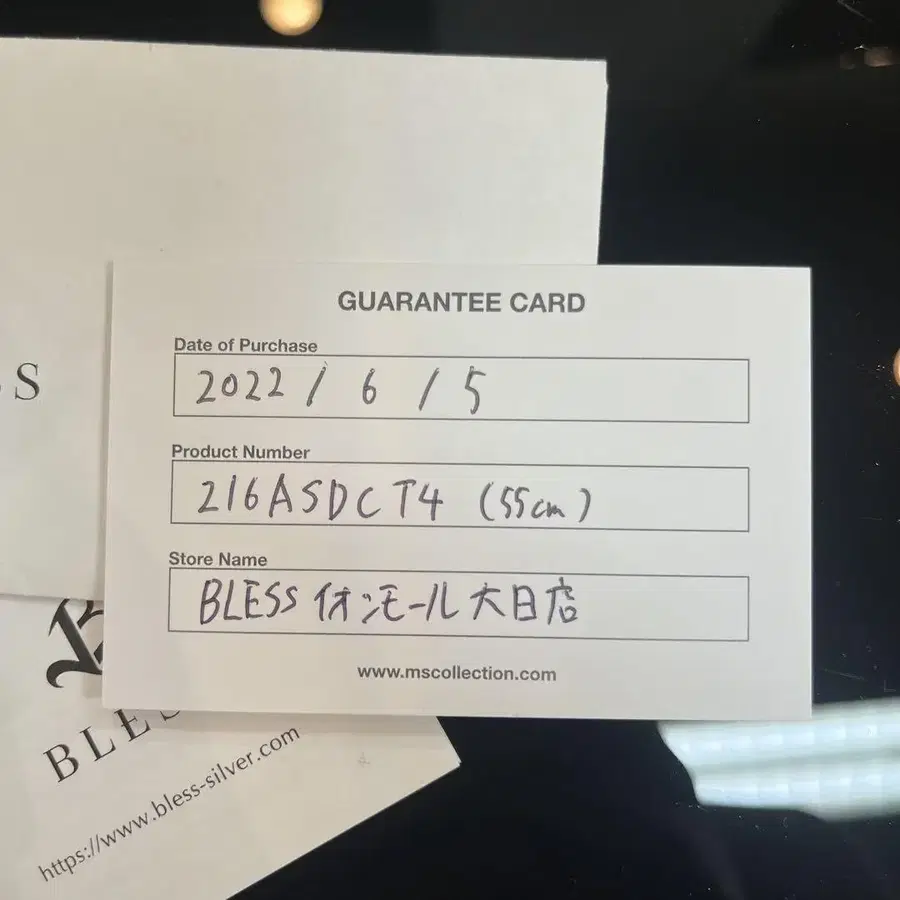 S
GUARANTEE CARD
Date of Purchase
2022 / 6 / 5
Product Number
216ASDCT4 (55cm)
Store Name
BLESS イオンモール大日店
www.mscollection.com
BLES
https://www.bless-silver.com